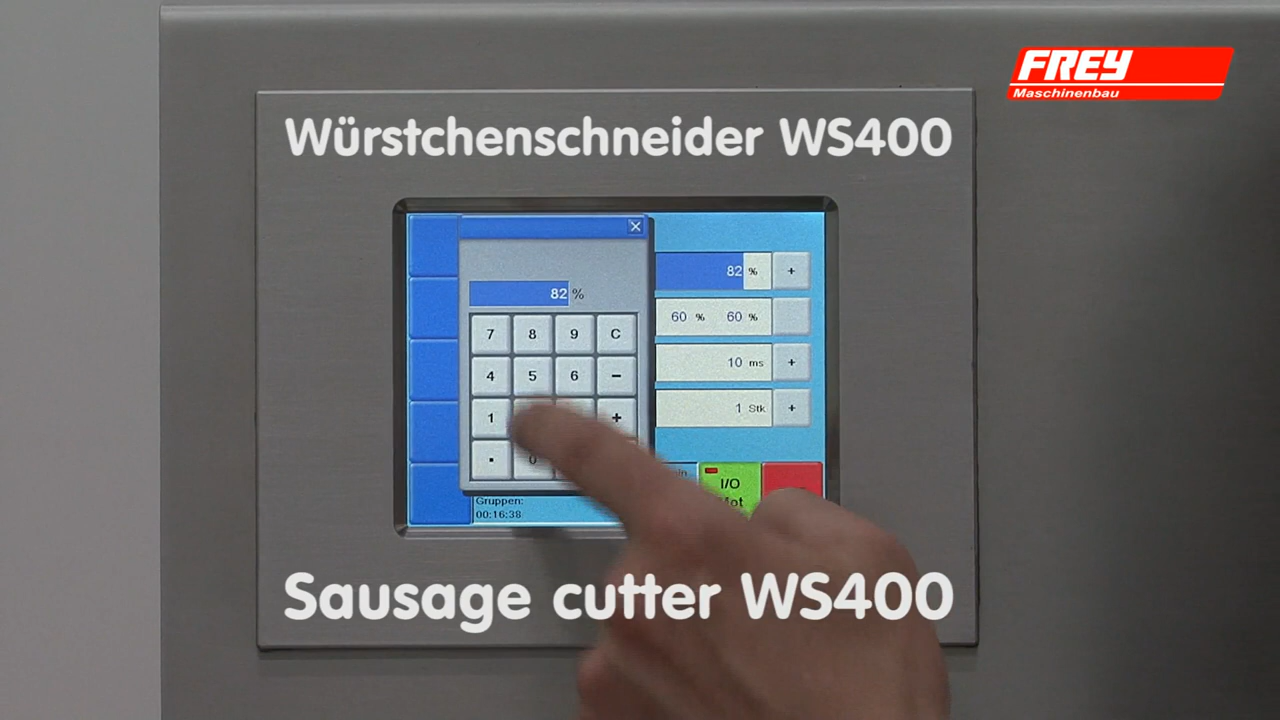 FREY
Maschinenbau
Würstchenschneider WS400
82 %
82 %
+
7 8 9 C
60 % 60 %
4 5 6 −
10 ms +
1 +
1 Stk +
. 0
I/O
Gruppen:
00:16:38
Sausage cutter WS400